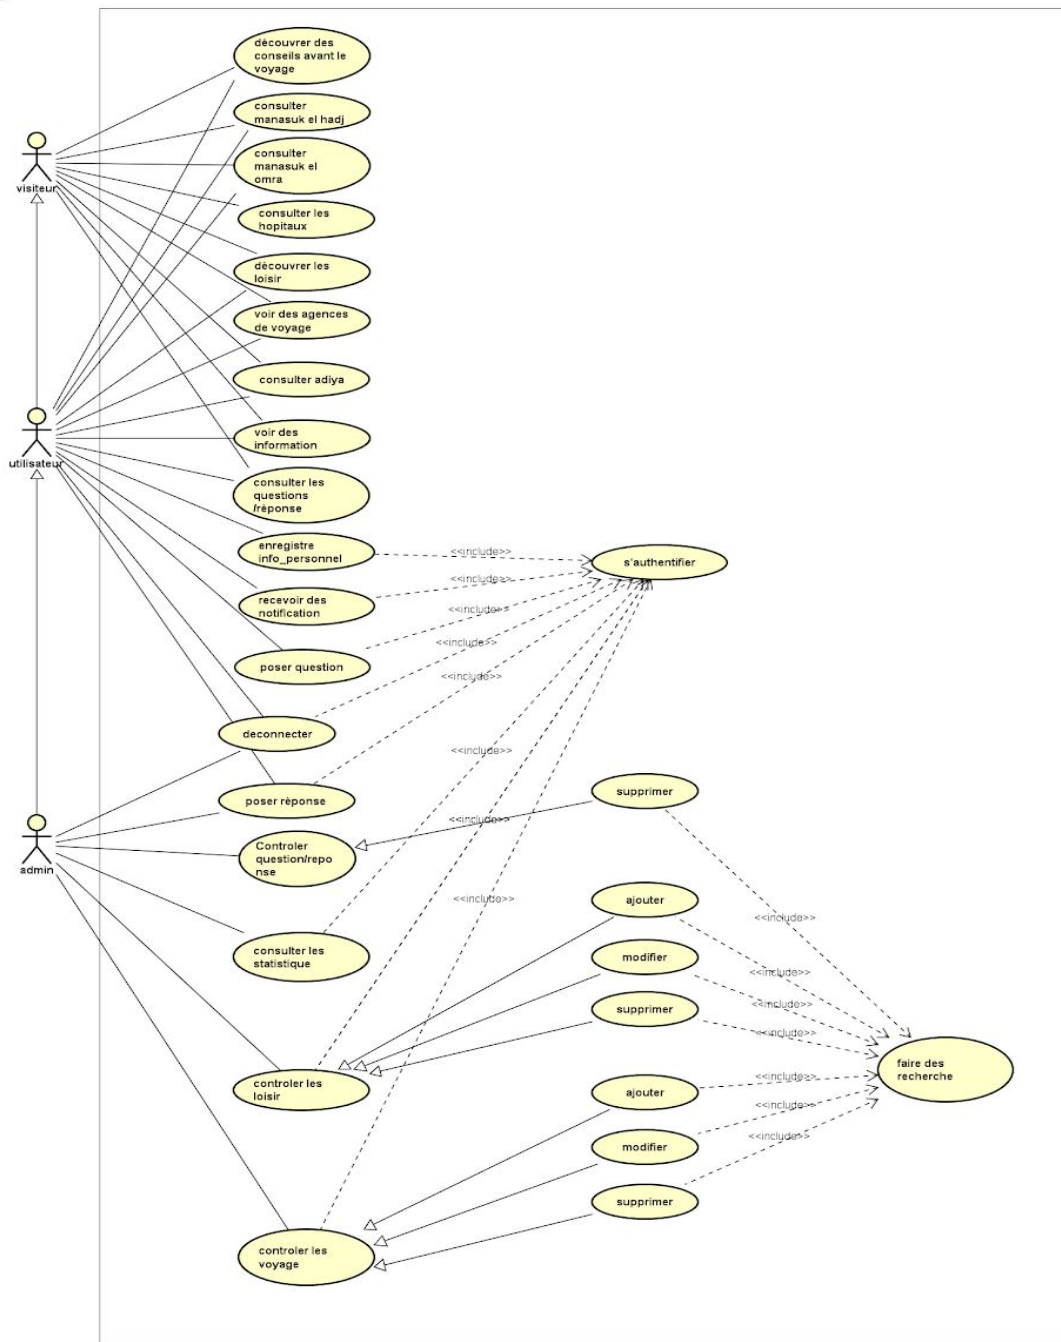 découvrer des
conseils avant le
voyage
consulter
manasuk el hadj
visiteur
consulter
manasuk el
omra
consulter les
hopitaux
découvrer les
loisir
voir des agences
de voyage
consulter adiya
utilisateur
voir des
information
consulter les
questions
/réponse
enregistre
info_personnel
<<include>>
s'authentifier
recevoir des
notification
<<include>>
<<include>>
poser question
<<include>>
<<include>>
deconnecter
<<include>>
poser réponse
supprimer
<<include>>
admin
Controler
question/repo
nse
<<include>>
ajouter
<<include>>
consulter les
statistique
modifier
<<include>>
supprimer
<<include>>
<<include>>
faire des
recherche
controler les
loisir
ajouter
<<include>>
<<include>>
modifier
<<include>>
supprimer
controler les
voyage